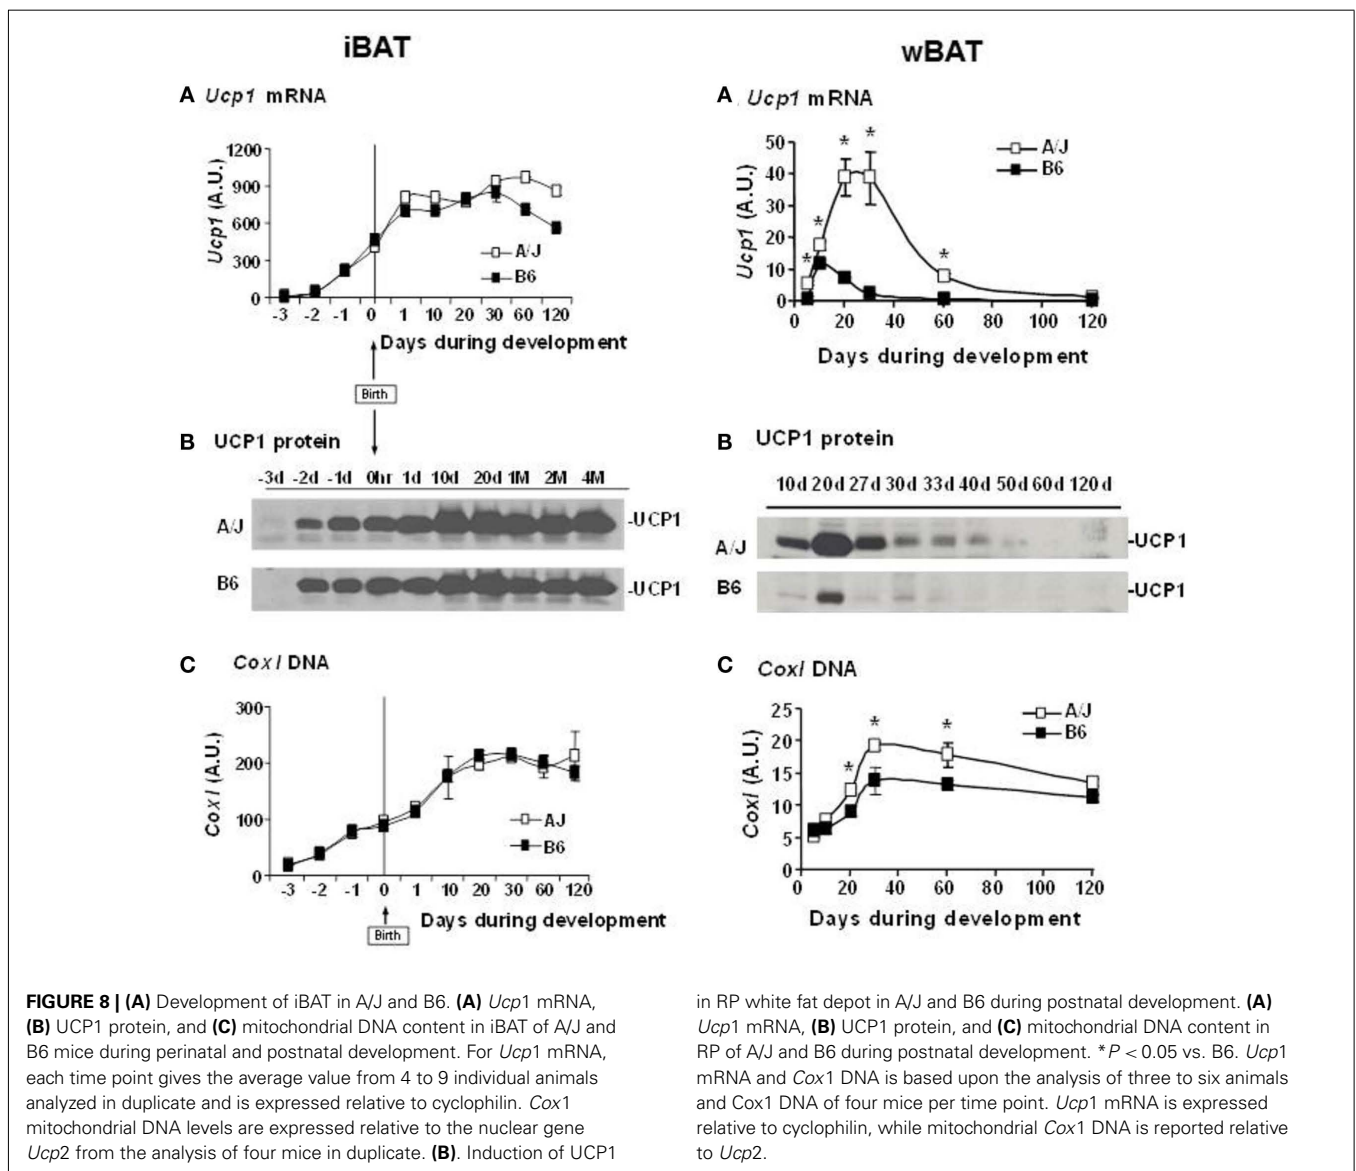 iBAT
A Ucp1 mRNA
1200
900
600
300
0
Ucp1 (A.U.)
A/J
B6
-3 -2 -1 0 1 10 20 30 60 120
Days during development
Birth
B UCP1 protein
-3d -2d -1d 0hr 1d 10d 20d 1M 2M 4M
A/J
-UCP1
B6
-UCP1
C CoxI DNA
300
200
100
0
CoxI (A.U.)
AJ
B6
-3 -2 -1 0 1 10 20 30 60 120
Days during development
Birth
wBAT
A. Ucp1 mRNA
50
40
30
20
10
0
Ucp1 (A.U.)
* * * * *
A/J
B6
0 20 40 60 80 100 120
Days during development
B UCP1 protein
10d 20d 27d 30d 33d 40d 50d 60d 120d
A/J
-UCP1
B6
-UCP1
C CoxI DNA
25
20
15
10
5
0
CoxI (A.U.)
* * *
A/J
B6
0 20 40 60 80 100 120
Days during development
FIGURE 8 | (A) Development of iBAT in A/J and B6. (A) Ucp1 mRNA,
(B) UCP1 protein, and (C) mitochondrial DNA content in iBAT of A/J and
B6 mice during perinatal and postnatal development. For Ucp1 mRNA,
each time point gives the average value from 4 to 9 individual animals
analyzed in duplicate and is expressed relative to cyclophilin. Cox1
mitochondrial DNA levels are expressed relative to the nuclear gene
Ucp2 from the analysis of four mice in duplicate. (B). Induction of UCP1
in RP white fat depot in A/J and B6 during postnatal development. (A)
Ucp1 mRNA, (B) UCP1 protein, and (C) mitochondrial DNA content in
RP of A/J and B6 during postnatal development. *P < 0.05 vs. B6. Ucp1
mRNA and Cox1 DNA is based upon the analysis of three to six animals
and Cox1 DNA of four mice per time point. Ucp1 mRNA is expressed
relative to cyclophilin, while mitochondrial Cox1 DNA is reported relative
to Ucp2.